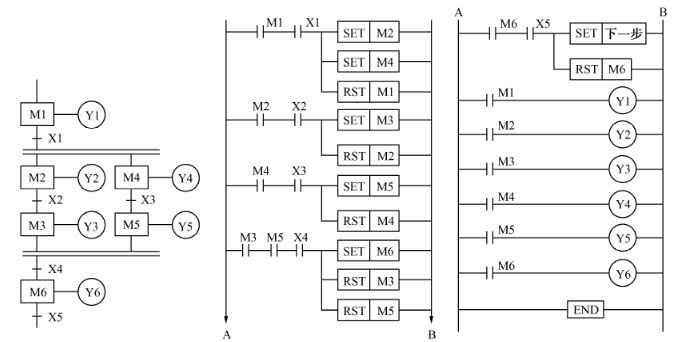 M1 Y1
X1
M2 Y2 M4 Y4
X2 X3
M3 Y3 M5 Y5
X4
M6 Y6
X5
M1 X1 SET M2
SET M4
RST M1
M2 X2 SET M3
RST M2
M4 X3 SET M5
RST M4
M3 M5 X4 SET M6
RST M3
RST M5
A B
A B
M6 X5 SET 下一步
RST M6
M1 Y1
M2 Y2
M3 Y3
M4 Y4
M5 Y5
M6 Y6
END